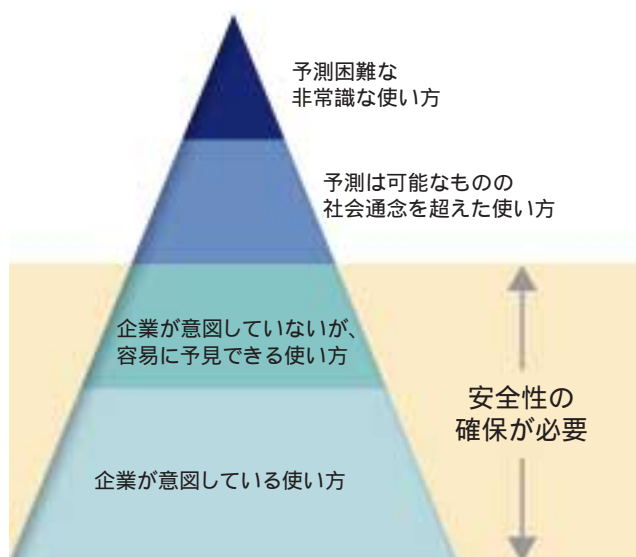 予測困難な
非常識な使い方
予測は可能なものの
社会通念を超えた使い方
企業が意図していないが、
容易に予見できる使い方
安全性の
確保が必要
企業が意図している使い方